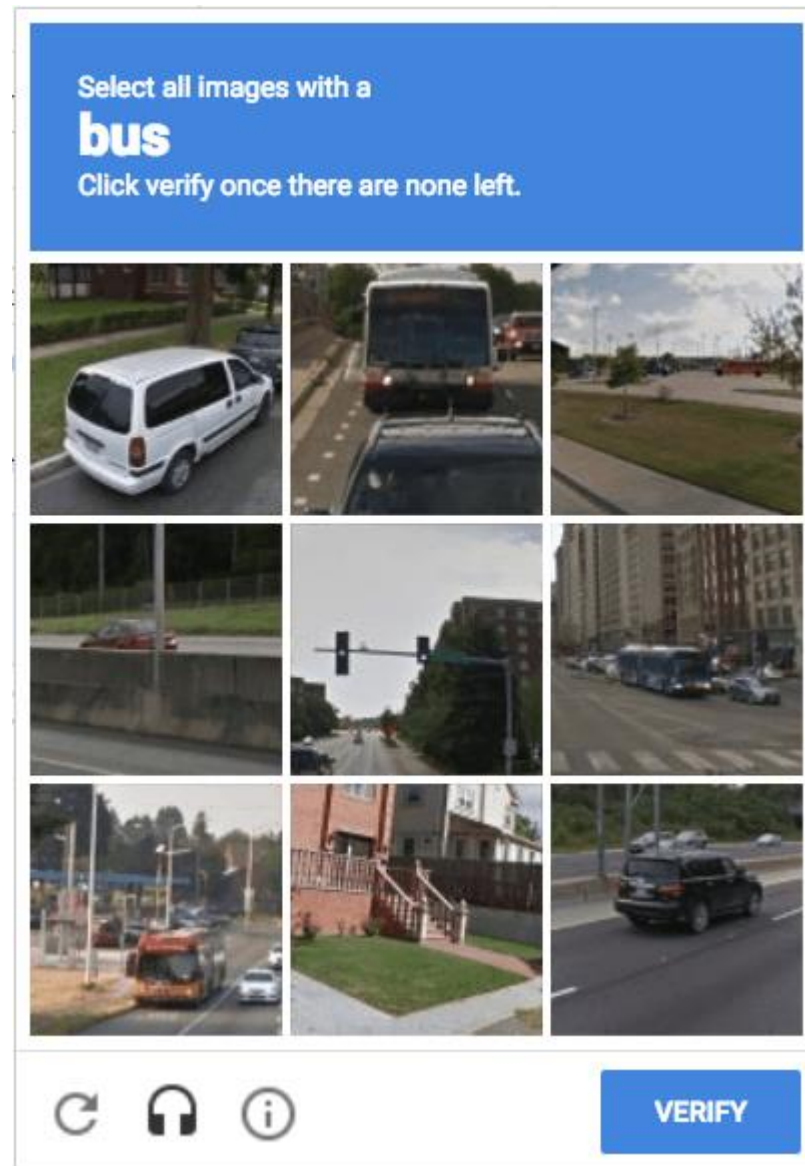 Select all images with a
bus
Click verify once there are none left.
VERIFY